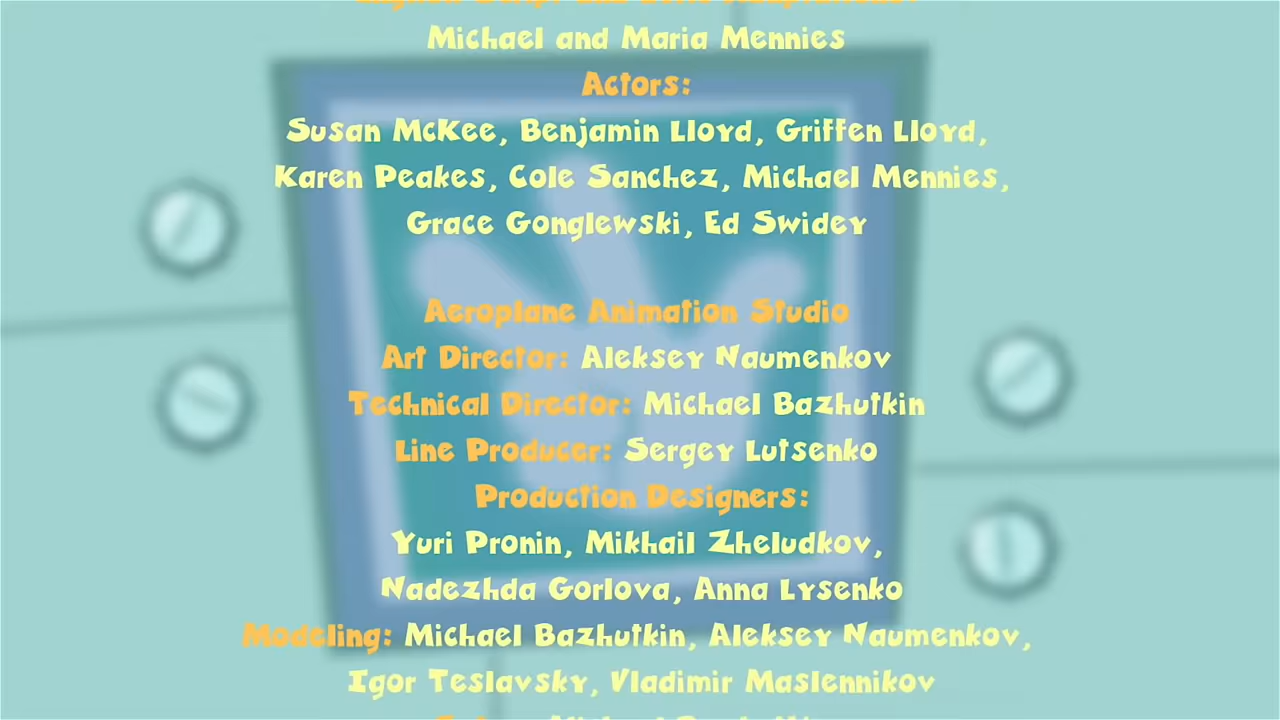 Michael and Maria Mennies
Actors:
Susan McKee, Benjamin Lloyd, Griffen Lloyd,
Karen Peakes, Cole Sanchez, Michael Mennies,
Grace Gonglewski, Ed Swidey
Aeroplane Animation Studio
Art Director: Aleksey Naumenkov
Technical Director: Michael Bazhutkin
Line Producer: Sergey Lutsenko
Production Designers:
Yuri Pronin, Mikhail Zheludkov,
Nadezhda Gorlova, Anna Lysenko
Modeling: Michael Bazhutkin, Aleksey Naumenkov,
Igor Teslavsky, Vladimir Maslennikov